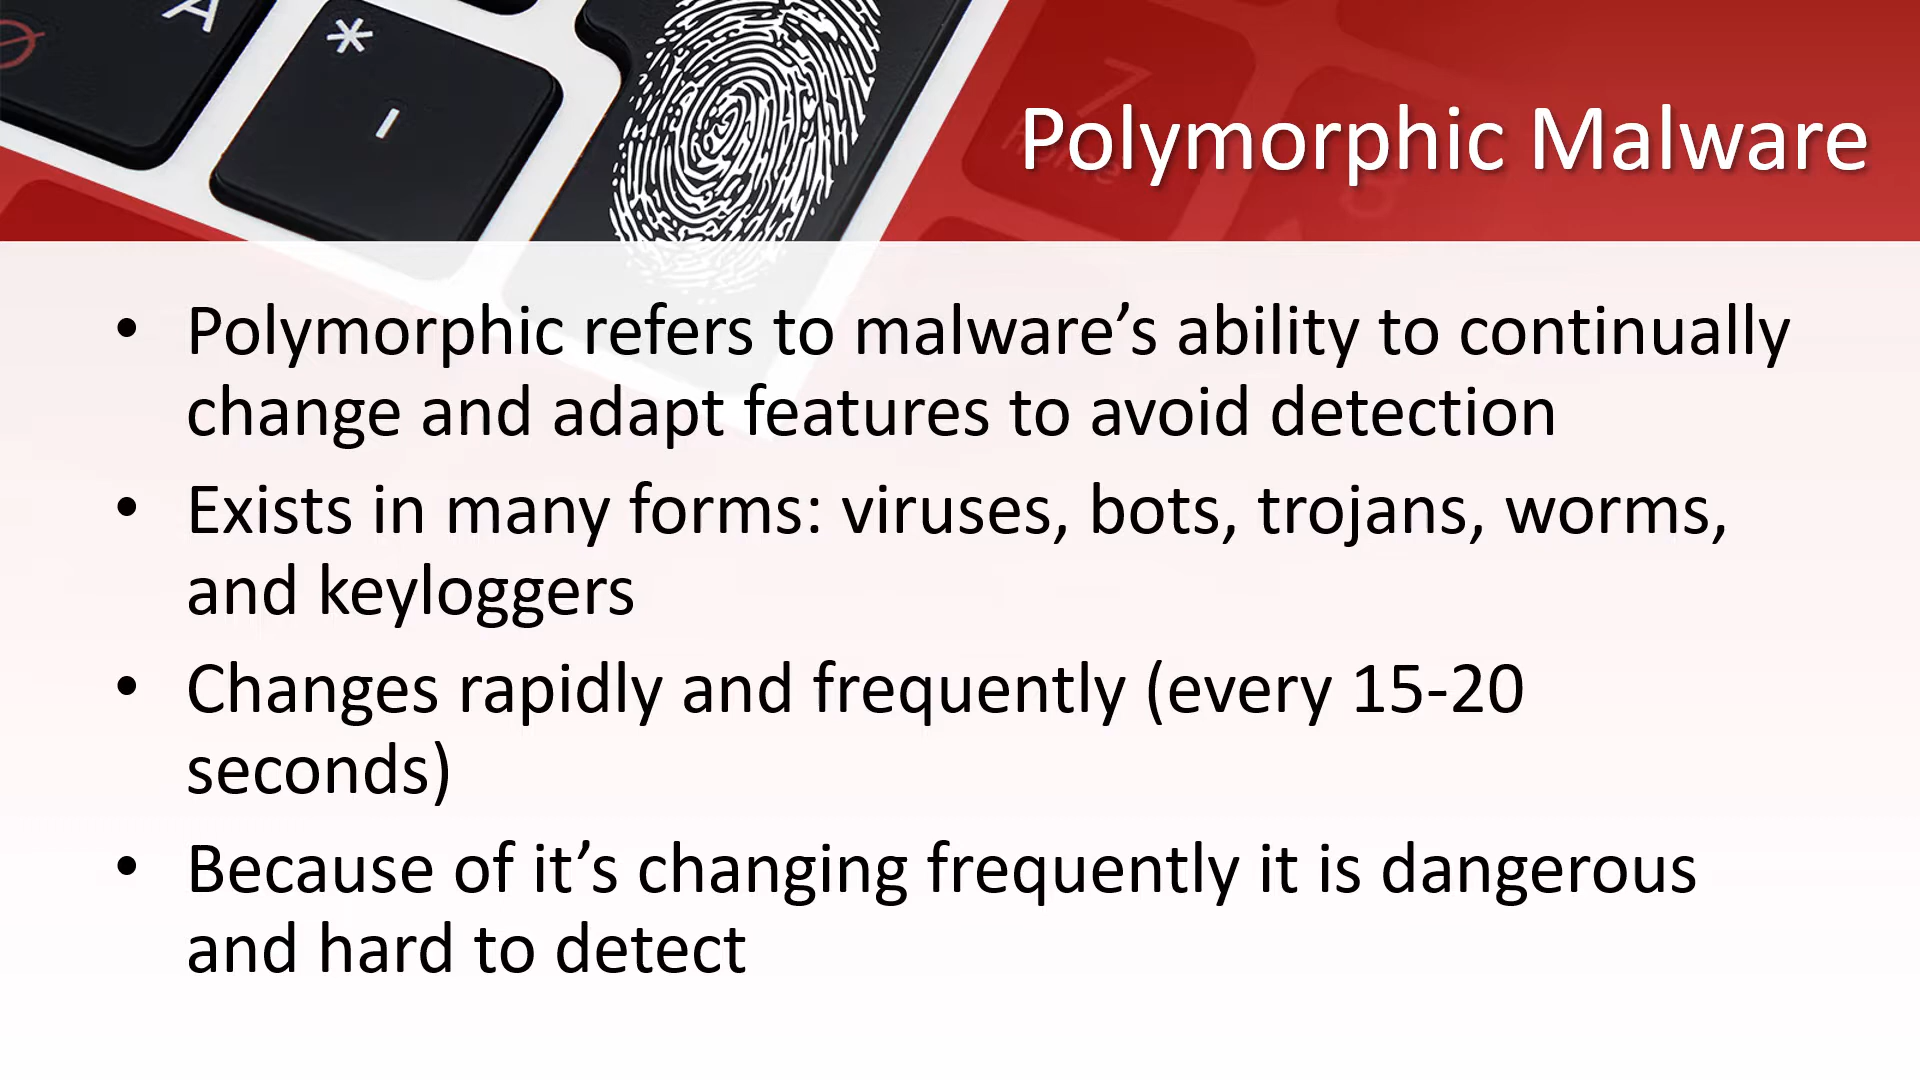 A
*
-
7
Polymorphic Malware
• Polymorphic refers to malware’s ability to continually
change and adapt features to avoid detection
• Exists in many forms: viruses, bots, trojans, worms,
and keyloggers
• Changes rapidly and frequently (every 15-20
seconds)
• Because of it’s changing frequently it is dangerous
and hard to detect